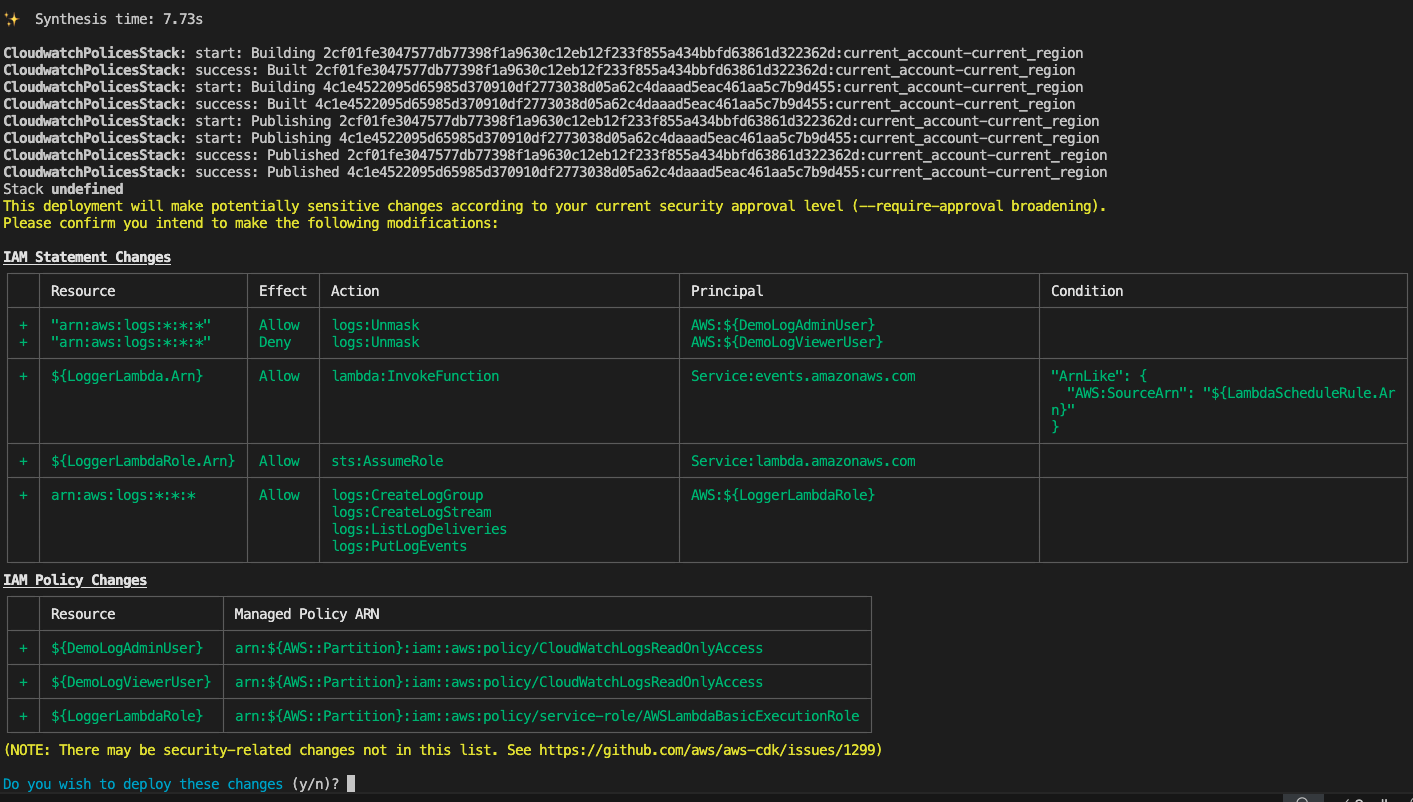 ✨  Synthesis time: 7.73s
CloudwatchPolicesStack: start: Building 2cf01fe3047577db77398f1a9630c12eb12f233f855a434bbfd63861d322362d:current_account-current_region
CloudwatchPolicesStack: success: Built 2cf01fe3047577db77398f1a9630c12eb12f233f855a434bbfd63861d322362d:current_account-current_region
CloudwatchPolicesStack: start: Building 4c1e4522095d65985d370910df2773038d05a62c4daaad5eac461aa5c7b9d455:current_account-current_region
CloudwatchPolicesStack: success: Built 4c1e4522095d65985d370910df2773038d05a62c4daaad5eac461aa5c7b9d455:current_account-current_region
CloudwatchPolicesStack: start: Publishing 2cf01fe3047577db77398f1a9630c12eb12f233f855a434bbfd63861d322362d:current_account-current_region
CloudwatchPolicesStack: start: Publishing 4c1e4522095d65985d370910df2773038d05a62c4daaad5eac461aa5c7b9d455:current_account-current_region
CloudwatchPolicesStack: success: Published 2cf01fe3047577db77398f1a9630c12eb12f233f855a434bbfd63861d322362d:current_account-current_region
CloudwatchPolicesStack: success: Published 4c1e4522095d65985d370910df2773038d05a62c4daaad5eac461aa5c7b9d455:current_account-current_region
Stack undefined
This deployment will make potentially sensitive changes according to your current security approval level (--require-approval broadening).
Please confirm you intend to make the following modifications:
IAM Statement Changes
Resource Effect Action Principal Condition
+ "arn:aws:logs:*:*:*" Allow logs:Unmask AWS:${DemoLogAdminUser}
+ "arn:aws:logs:*:*:*" Deny logs:Unmask AWS:${DemoLogViewerUser}
+ ${LoggerLambda.Arn} Allow lambda:InvokeFunction Service:events.amazonaws.com "ArnLike": {
"AWS:SourceArn": "${LambdaScheduleRule.Ar
n}"
}
+ ${LoggerLambdaRole.Arn} Allow sts:AssumeRole Service:lambda.amazonaws.com
+ arn:aws:logs:*:*:* Allow logs:CreateLogGroup AWS:${LoggerLambdaRole}
logs:CreateLogStream
logs:ListLogDeliveries
logs:PutLogEvents
IAM Policy Changes
Resource Managed Policy ARN
+ ${DemoLogAdminUser} arn:${AWS::Partition}:iam::aws:policy/CloudWatchLogsReadOnlyAccess
+ ${DemoLogViewerUser} arn:${AWS::Partition}:iam::aws:policy/CloudWatchLogsReadOnlyAccess
+ ${LoggerLambdaRole} arn:${AWS::Partition}:iam::aws:policy/service-role/AWSLambdaBasicExecutionRole
(NOTE: There may be security-related changes not in this list. See https://github.com/aws/aws-cdk/issues/1299)
Do you wish to deploy these changes (y/n)?